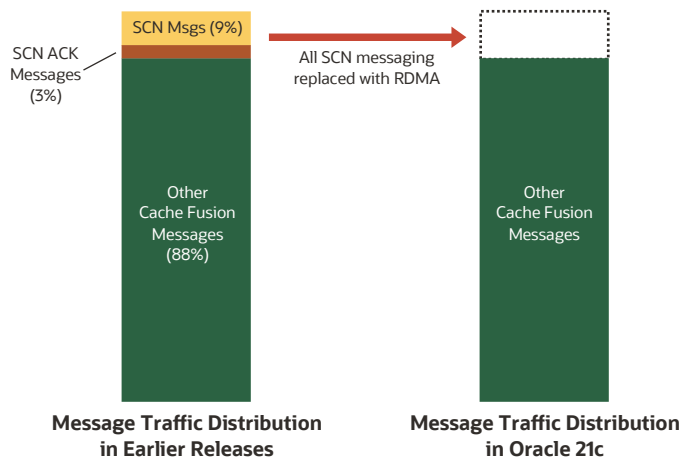 SCN Msgs (9%)
SCN ACK
Messages
(3%)
All SCN messaging
replaced with RDMA
Other
Cache Fusion
Messages
(88%)
Other
Cache Fusion
Messages
Message Traffic Distribution
in Earlier Releases
Message Traffic Distribution
in Oracle 21c